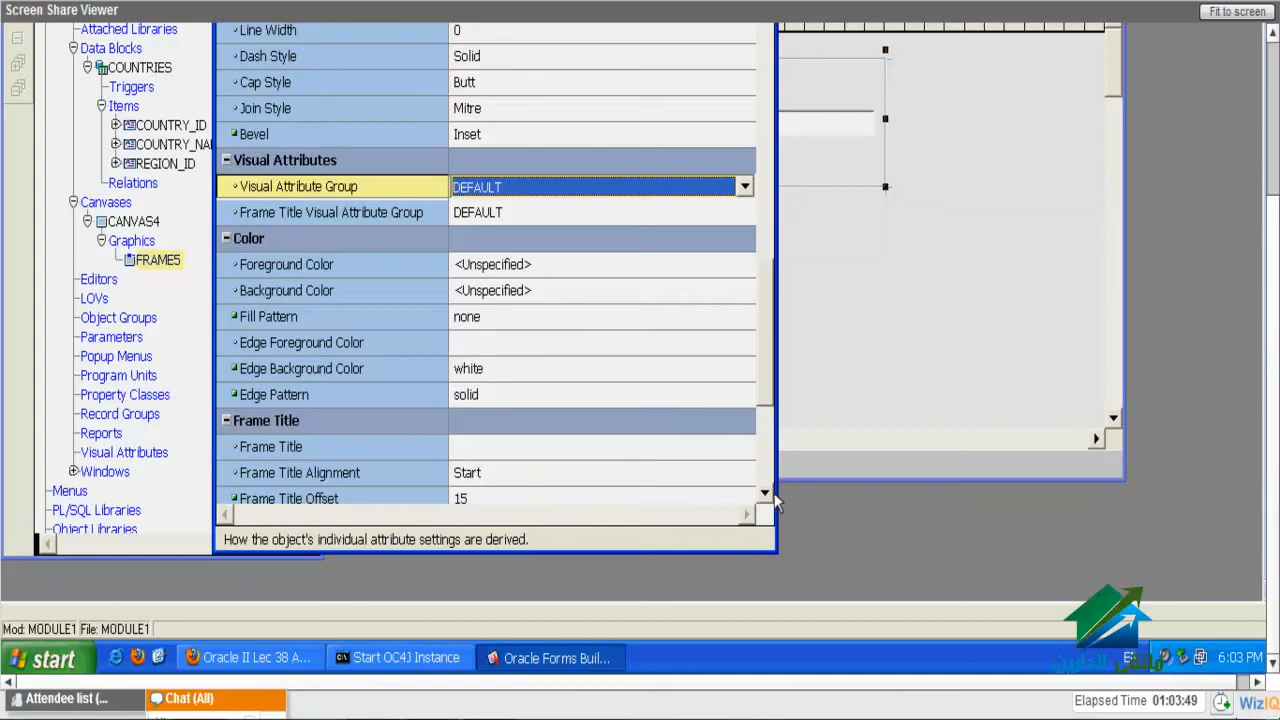 Screen Share Viewer
Fit to screen
Attached Libraries
Data Blocks
COUNTRIES
Triggers
Items
COUNTRY_ID
COUNTRY_NA
REGION_ID
Relations
Canvases
CANVAS4
Graphics
FRAME5
Editors
LOVs
Object Groups
Parameters
Popup Menus
Program Units
Property Classes
Record Groups
Reports
Visual Attributes
Windows
Menus
PL/SQL Libraries
Object Libraries
Line Width 0
Dash Style Solid
Cap Style Butt
Join Style Mitre
Bevel Inset
Visual Attributes
Visual Attribute Group DEFAULT
Frame Title Visual Attribute Group DEFAULT
Color
Foreground Color <Unspecified>
Background Color <Unspecified>
Fill Pattern none
Edge Foreground Color
Edge Background Color white
Edge Pattern solid
Frame Title
Frame Title
Frame Title Alignment Start
Frame Title Offset 15
How the object's individual attribute settings are derived.
Mod: MODULE1 File: MODULE1
start
Oracle II Lec 38 A...
Start OC4J Instance
Oracle Forms Buil...
6:03 PM
Attendee list (...
Chat (All)
Elapsed Time 01:03:49
WizIQ